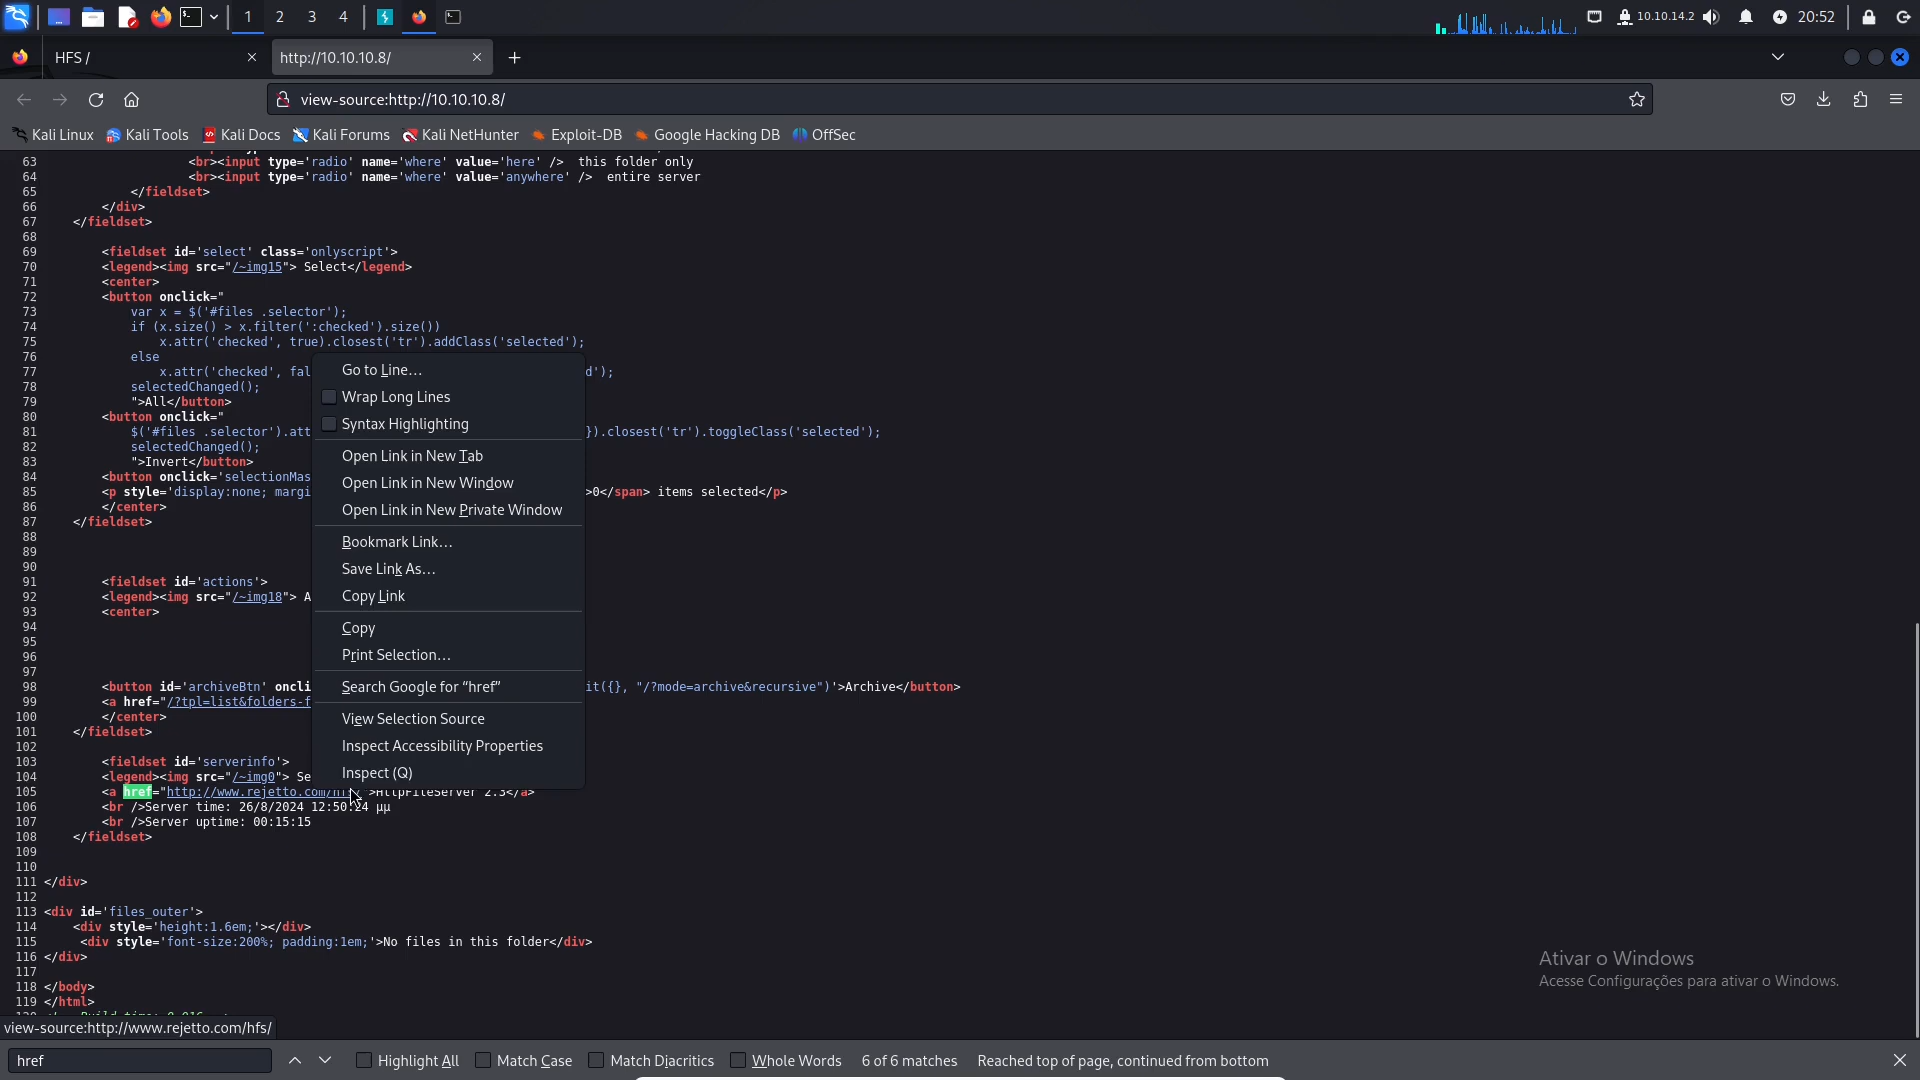 1 2 3 4
10.10.14.2
20:52
HFS /
http://10.10.10.8/
view-source:http://10.10.10.8/
Kali Linux Kali Tools Kali Docs Kali Forums Kali NetHunter Exploit-DB Google Hacking DB OffSec
63 <br><input type='radio' name='where' value='here' />  this folder only
64 <br><input type='radio' name='where' value='anywhere' />  entire server
65 </fieldset>
66 </div>
67 </fieldset>
68
69 <fieldset id='select' class='onlyscript'>
70 <legend><img src="/~img15"> Select</legend>
71 <center>
72 <button onclick="
73 var x = $('#files .selector');
74 if (x.size() > x.filter(':checked').size())
75 x.attr('checked', true).closest('tr').addClass('selected');
76 else
77 x.attr('checked', fal d');
78 selectedChanged();
79 ">All</button>
80 <button onclick="
81 $('#files .selector').att }).closest('tr').toggleClass('selected');
82 selectedChanged();
83 ">Invert</button>
84 <button onclick='selectionMas
85 <p style='display:none; margi >0</span> items selected</p>
86 </center>
87 </fieldset>
88
89
90
91 <fieldset id='actions'>
92 <legend><img src="/~img18"> A
93 <center>
94
95
96
97
98 <button id='archiveBtn' oncli it({}, "/?mode=archive&recursive")'>Archive</button>
99 <a href="/?tpl=list&folders-f
100 </center>
101 </fieldset>
102
103 <fieldset id='serverinfo'>
104 <legend><img src="/~img0"> Se
105 <a href="http://www.rejetto.com/hfs/">HttpFileServer 2.3</a>
106 <br />Server time: 26/8/2024 12:50:24 μμ
107 <br />Server uptime: 00:15:15
108 </fieldset>
109
110
111 </div>
112
113 <div id='files_outer'>
114 <div style='height:1.6em;'></div>
115 <div style='font-size:200%; padding:1em;'>No files in this folder</div>
116 </div>
117
118 </body>
119 </html>
Go to Line…
Wrap Long Lines
Syntax Highlighting
Open Link in New Tab
Open Link in New Window
Open Link in New Private Window
Bookmark Link…
Save Link As…
Copy Link
Copy
Print Selection…
Search Google for “href”
View Selection Source
Inspect Accessibility Properties
Inspect (Q)
Ativar o Windows
Acesse Configurações para ativar o Windows.
view-source:http://www.rejetto.com/hfs/
href
Highlight All Match Case Match Diacritics Whole Words 6 of 6 matches Reached top of page, continued from bottom